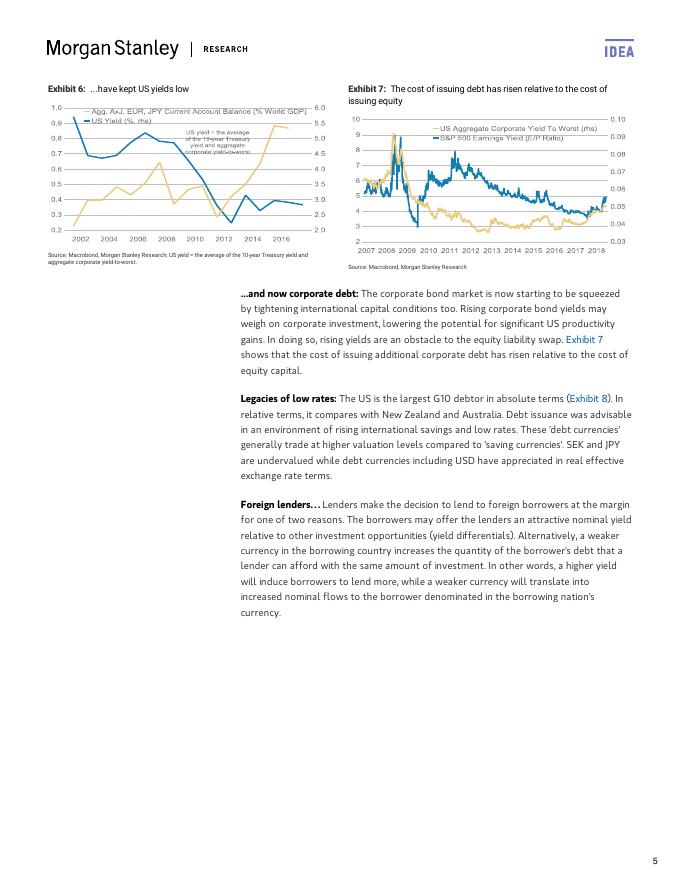 Morgan Stanley | RESEARCH
IDEA
Exhibit 6: ...have kept US yields low
1.0
0.9
0.8
0.7
0.6
0.5
0.4
0.3
0.2
Agg. AxJ, EUR, JPY Current Account Balance (% World GDP)
US Yield (%, rhs)
US yield = the average
of the 10-year Treasury
yield and aggregate
corporate yield-to-worst.
6.0
5.5
5.0
4.5
4.0
3.5
3.0
2.5
2.0
2002 2004 2006 2008 2010 2012 2014 2016
Source: Macrobond, Morgan Stanley Research; US yield = the average of the 10-year Treasury yield and
aggregate corporate yield-to-worst.
Exhibit 7: The cost of issuing debt has risen relative to the cost of
issuing equity
10
9
8
7
6
5
4
3
2
US Aggregate Corporate Yield To Worst (rhs)
S&P 500 Earnings Yield (E/P Ratio)
0.10
0.09
0.08
0.07
0.06
0.05
0.04
0.03
2007 2008 2009 2010 2011 2012 2013 2014 2015 2016 2017 2018
Source: Macrobond, Morgan Stanley Research
...and now corporate debt: The corporate bond market is now starting to be squeezed
by tightening international capital conditions too. Rising corporate bond yields may
weigh on corporate investment, lowering the potential for significant US productivity
gains. In doing so, rising yields are an obstacle to the equity liability swap. Exhibit 7
shows that the cost of issuing additional corporate debt has risen relative to the cost of
equity capital.
Legacies of low rates: The US is the largest G10 debtor in absolute terms (Exhibit 8). In
relative terms, it compares with New Zealand and Australia. Debt issuance was advisable
in an environment of rising international savings and low rates. These 'debt currencies'
generally trade at higher valuation levels compared to 'saving currencies'. SEK and JPY
are undervalued while debt currencies including USD have appreciated in real effective
exchange rate terms.
Foreign lenders... Lenders make the decision to lend to foreign borrowers at the margin
for one of two reasons. The borrowers may offer the lenders an attractive nominal yield
relative to other investment opportunities (yield differentials). Alternatively, a weaker
currency in the borrowing country increases the quantity of the borrower's debt that a
lender can afford with the same amount of investment. In other words, a higher yield
will induce borrowers to lend more, while a weaker currency will translate into
increased nominal flows to the borrower denominated in the borrowing nation's
currency.
5